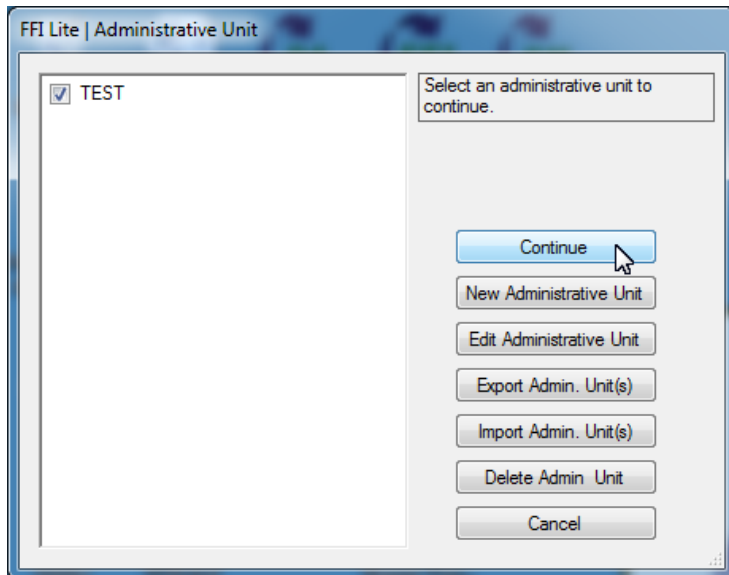 FFI Lite | Administrative Unit
TEST
Select an administrative unit to
continue.
Continue
New Administrative Unit
Edit Administrative Unit
Export Admin. Unit(s)
Import Admin. Unit(s)
Delete Admin  Unit
Cancel